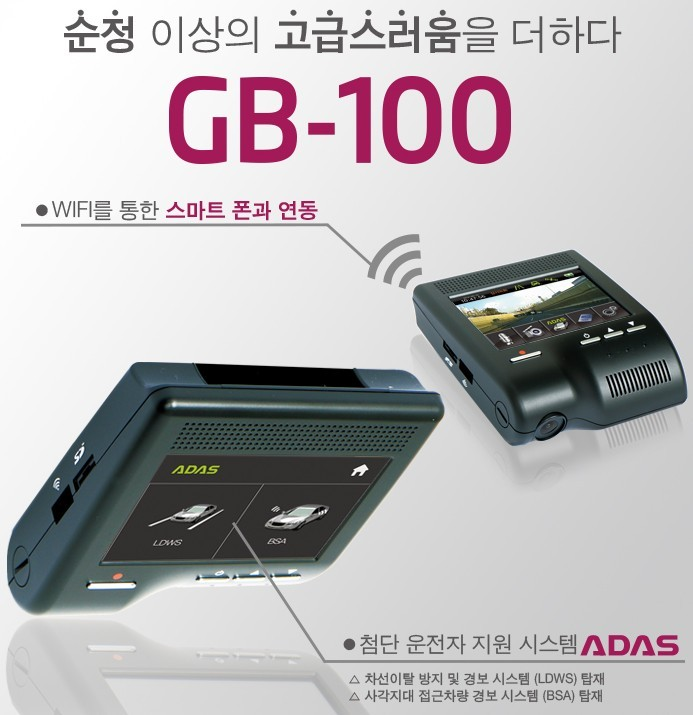 순정 이상의 고급스러움을 더하다
GB-100
● WIFI를 통한 스마트 폰과 연동
ADAS
ADAS
LDWS
BSA
● 첨단 운전자 지원 시스템 ADAS
△ 차선이탈 방지 및 경보 시스템 (LDWS) 탑재
△ 사각지대 접근차량 경보 시스템 (BSA) 탑재